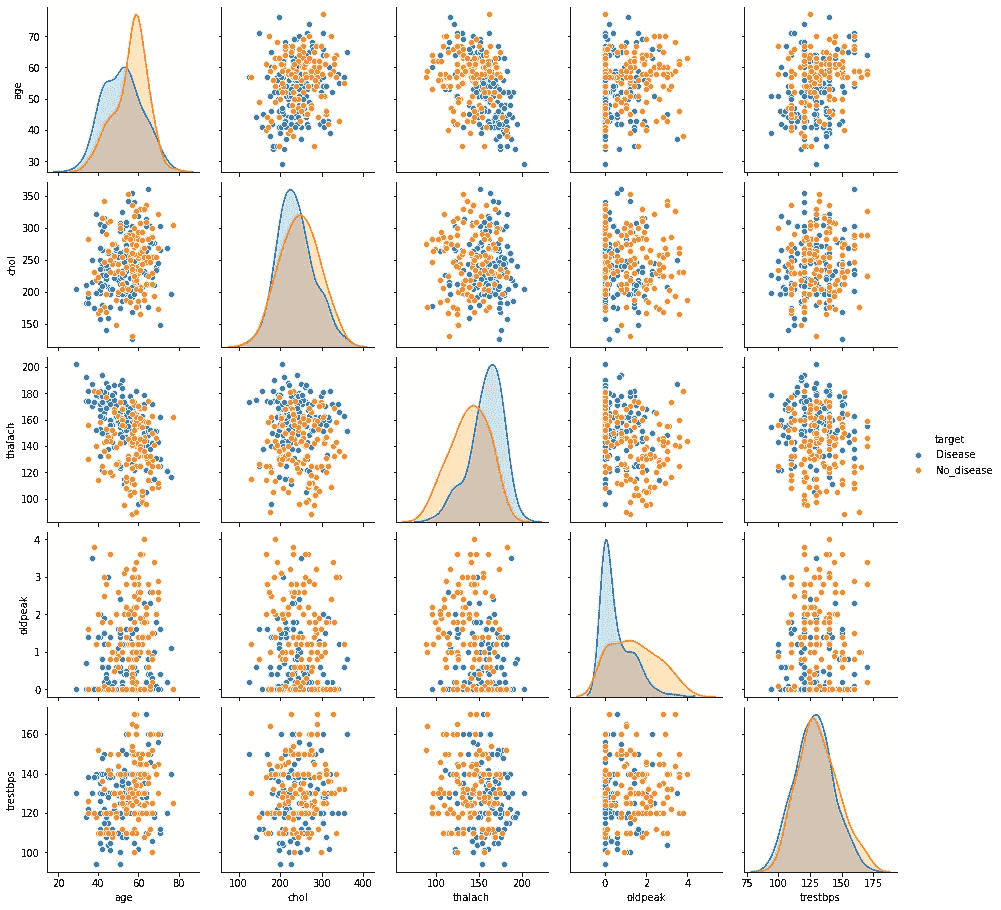 70
60
50
40
30
age
350
300
250
200
150
chol
200
180
160
140
120
100
thalach
4
3
2
1
0
oldpeak
160
140
120
100
trestbps
20 40 60 80
age
100 200 300 400
chol
100 150 200
thalach
0 2 4
oldpeak
75 100 125 150 175
trestbps
target
Disease
No_disease